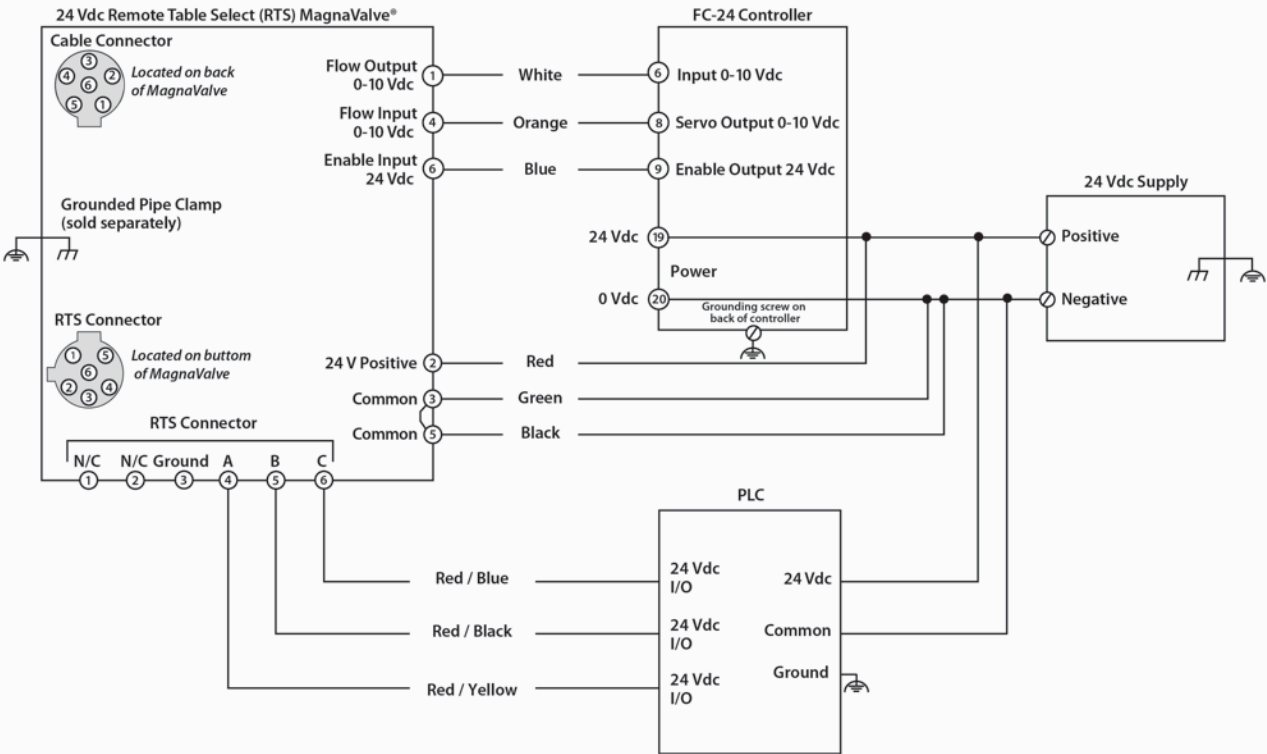 24 Vdc Remote Table Select (RTS) MagnaValve®
Cable Connector
3
4
2
6
5
1
Located on back
of MagnaValve
Flow Output
0-10 Vdc
1
White
Flow Input
0-10 Vdc
4
Orange
Enable Input
24 Vdc
6
Blue
Grounded Pipe Clamp
(sold separately)
RTS Connector
1
5
6
2
4
3
Located on buttom
of MagnaValve
24 V Positive
2
Red
Common
3
Green
Common
5
Black
RTS Connector
N/C
N/C
Ground
A
B
C
1
2
3
4
5
6
FC-24 Controller
6
Input 0-10 Vdc
8
Servo Output 0-10 Vdc
9
Enable Output 24 Vdc
24 Vdc
19
Power
0 Vdc
20
Grounding screw on
back of controller
24 Vdc Supply
Positive
Negative
PLC
Red / Blue
24 Vdc
I/O
24 Vdc
Red / Black
24 Vdc
I/O
Common
Red / Yellow
24 Vdc
I/O
Ground